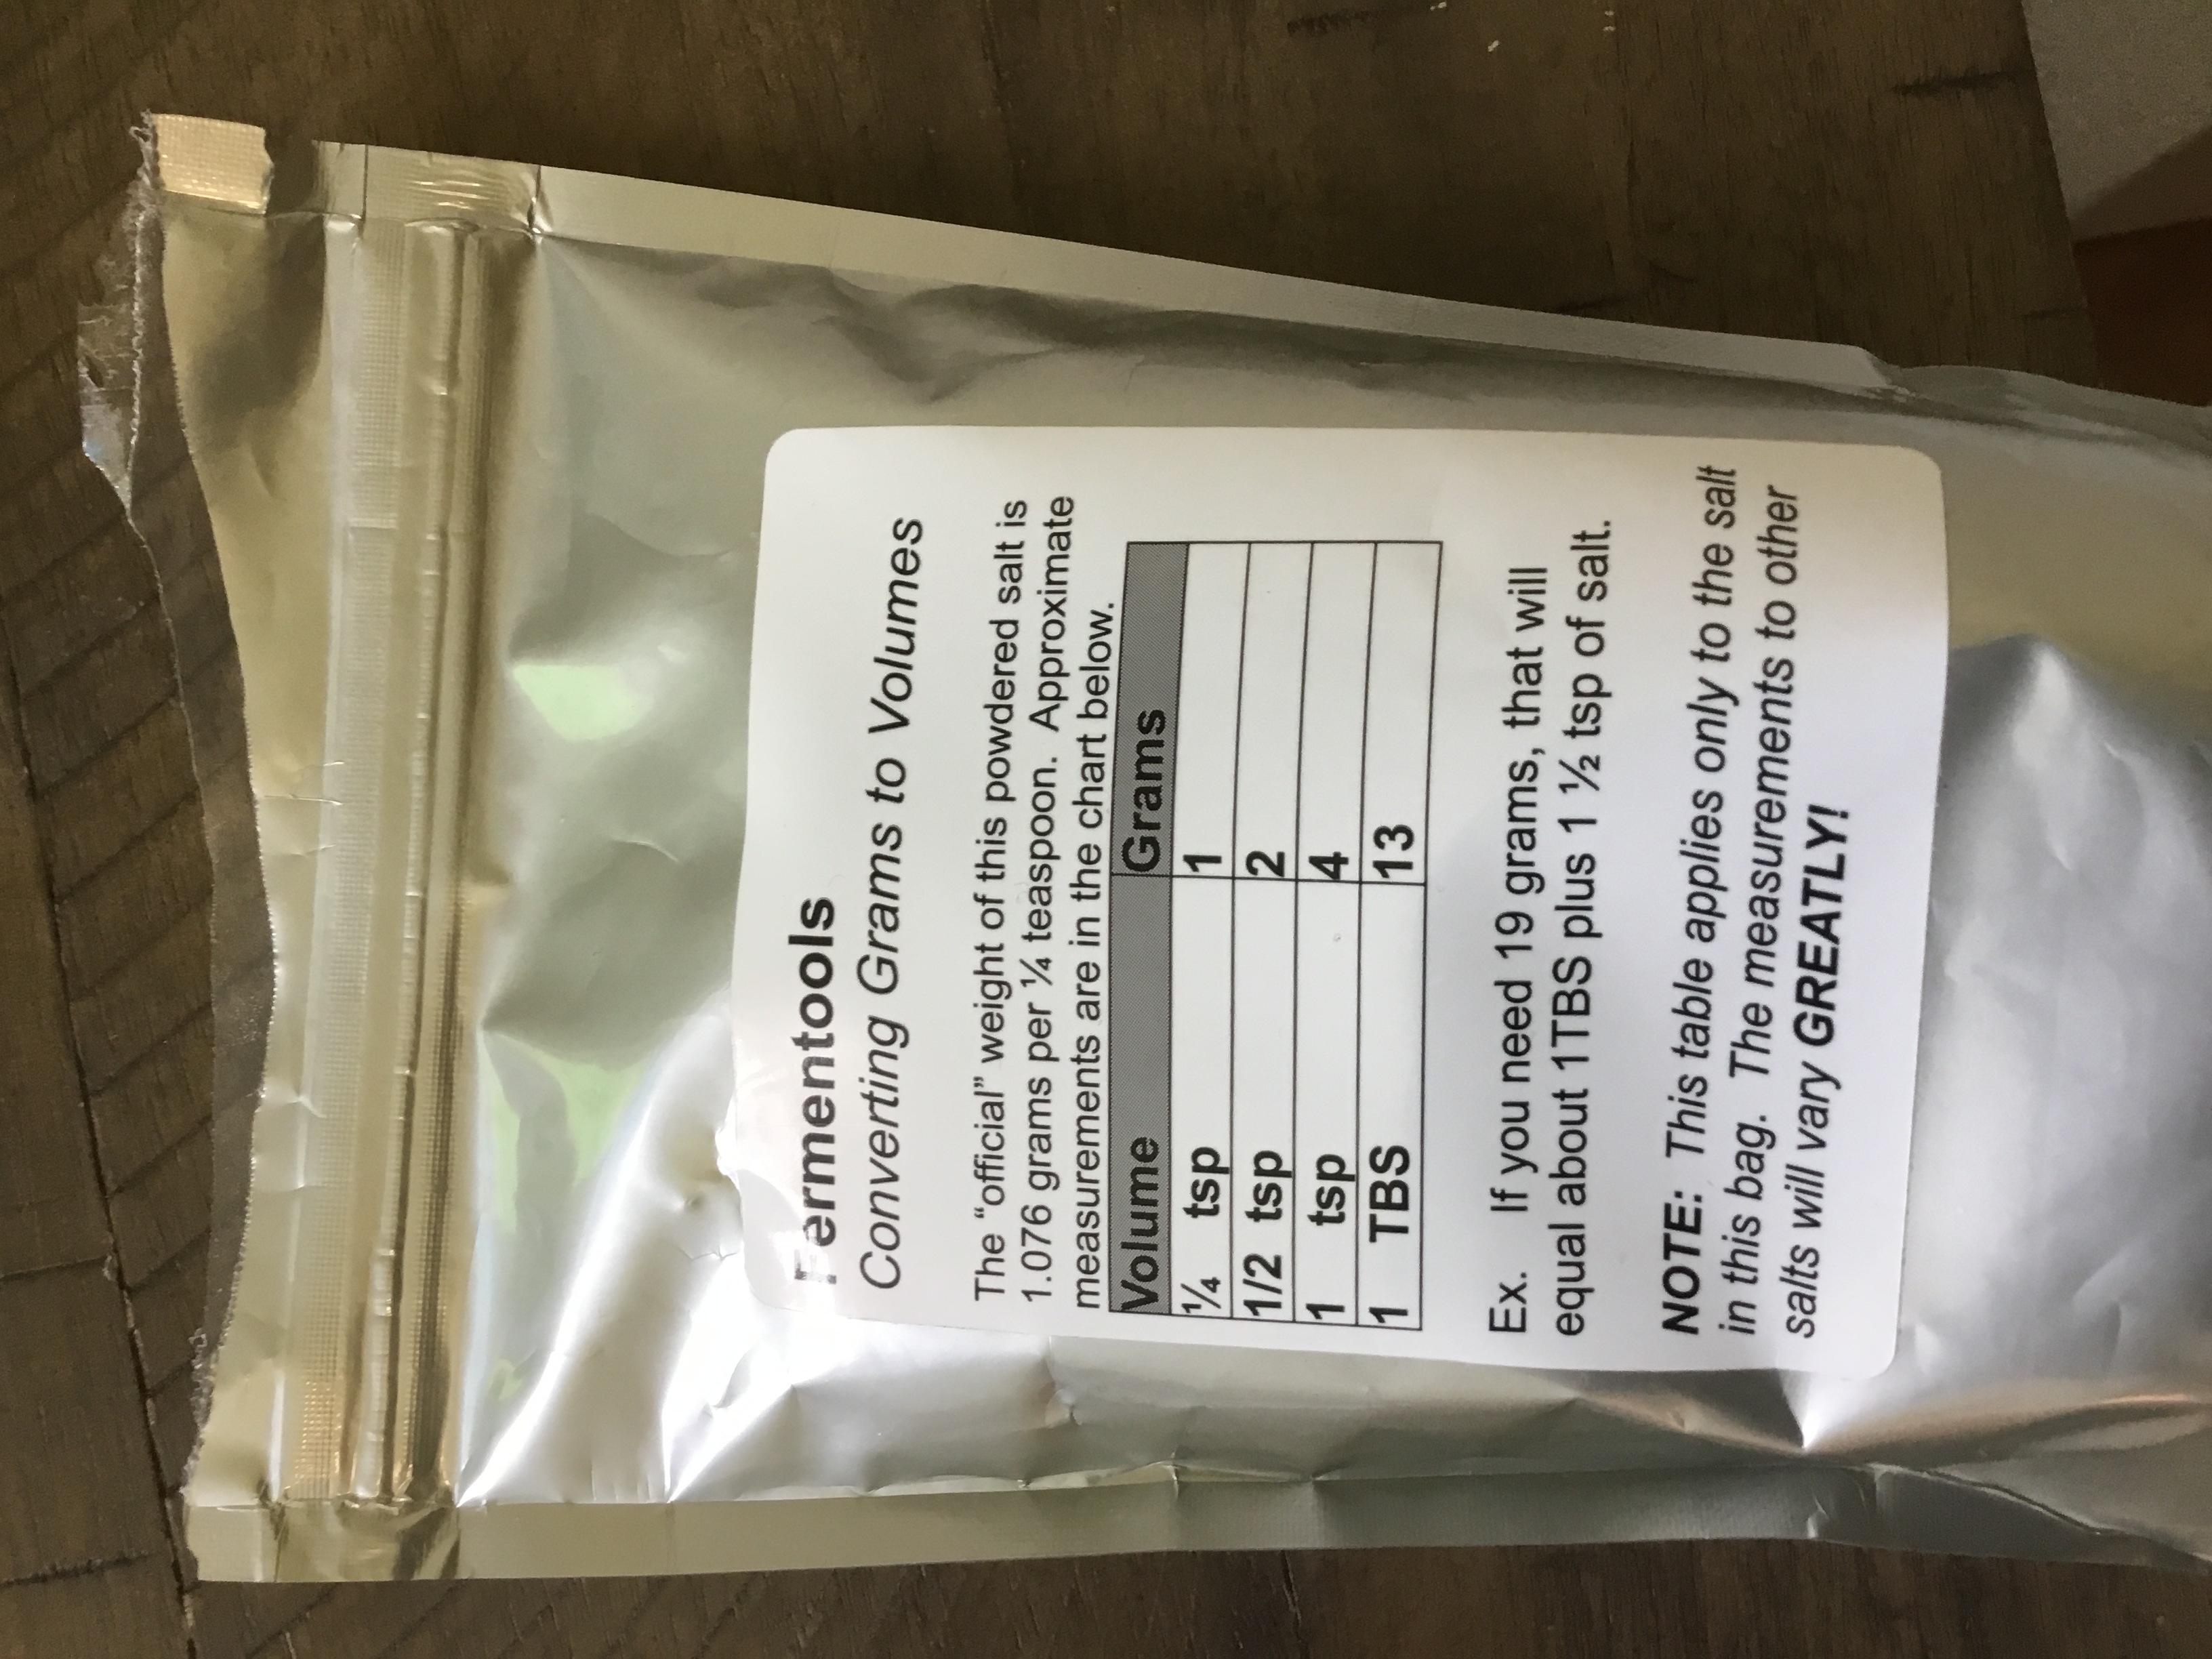 Fermentools
Converting Grams to Volumes
The “official” weight of this powdered salt is
1.076 grams per ¼ teaspoon. Approximate
measurements are in the chart below.
Volume Grams
¼ tsp 1
1/2 tsp 2
1 tsp 4
1 TBS 13
Ex. If you need 19 grams, that will
equal about 1TBS plus 1 ½ tsp of salt.
NOTE: This table applies only to the salt
in this bag. The measurements to other
salts will vary GREATLY!